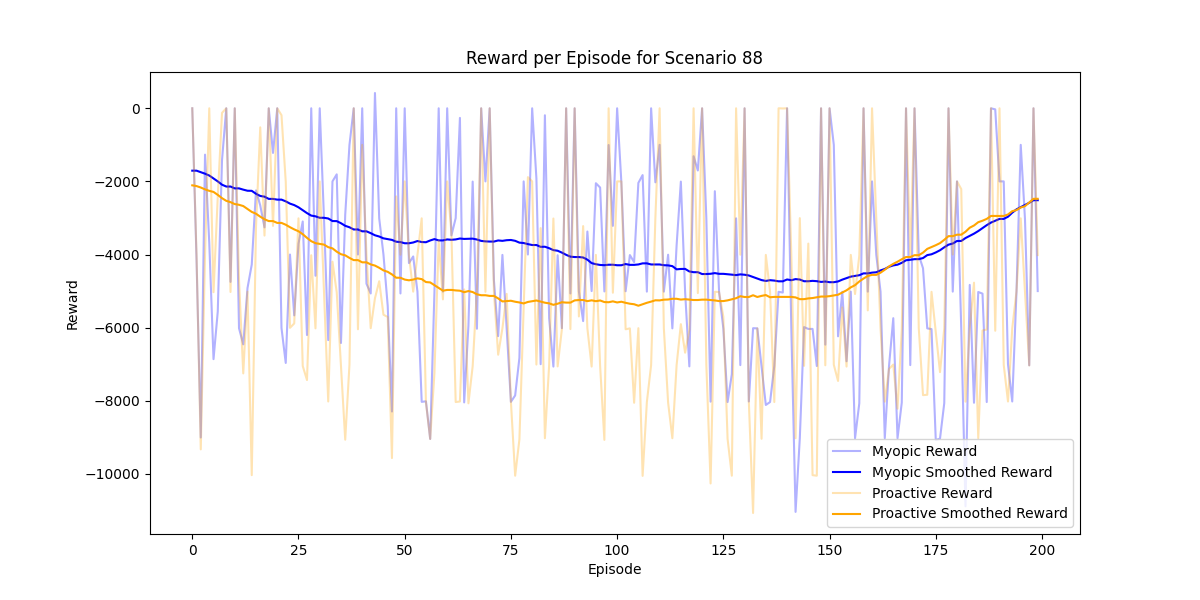 Reward per Episode for Scenario 88
Reward
0
−2000
−4000
−6000
−8000
−10000
0 25 50 75 100 125 150 175 200
Episode
Myopic Reward
Myopic Smoothed Reward
Proactive Reward
Proactive Smoothed Reward